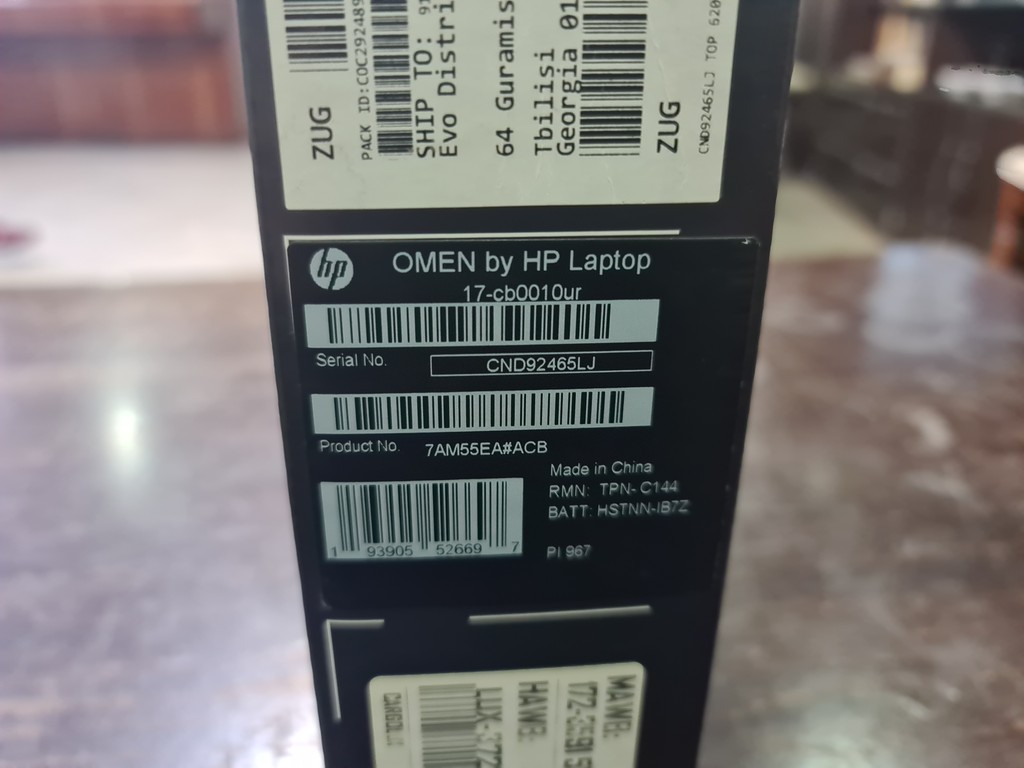 ZUG
PACK ID:COC292489
SHIP TO:
Evo Distri
64 Guramis
Tbilisi
Georgia 01
ZUG
CND92465LJ TOP 620
hp
OMEN by HP Laptop
17-cb0010ur
Serial No.
CND92465LJ
Product No. 7AM55EA#ACB
Made in China
RMN: TPN-C144
BATT: HSTNN-IB7Z
1 93905 52669 7
PI 967
MAWB:
HAWB: